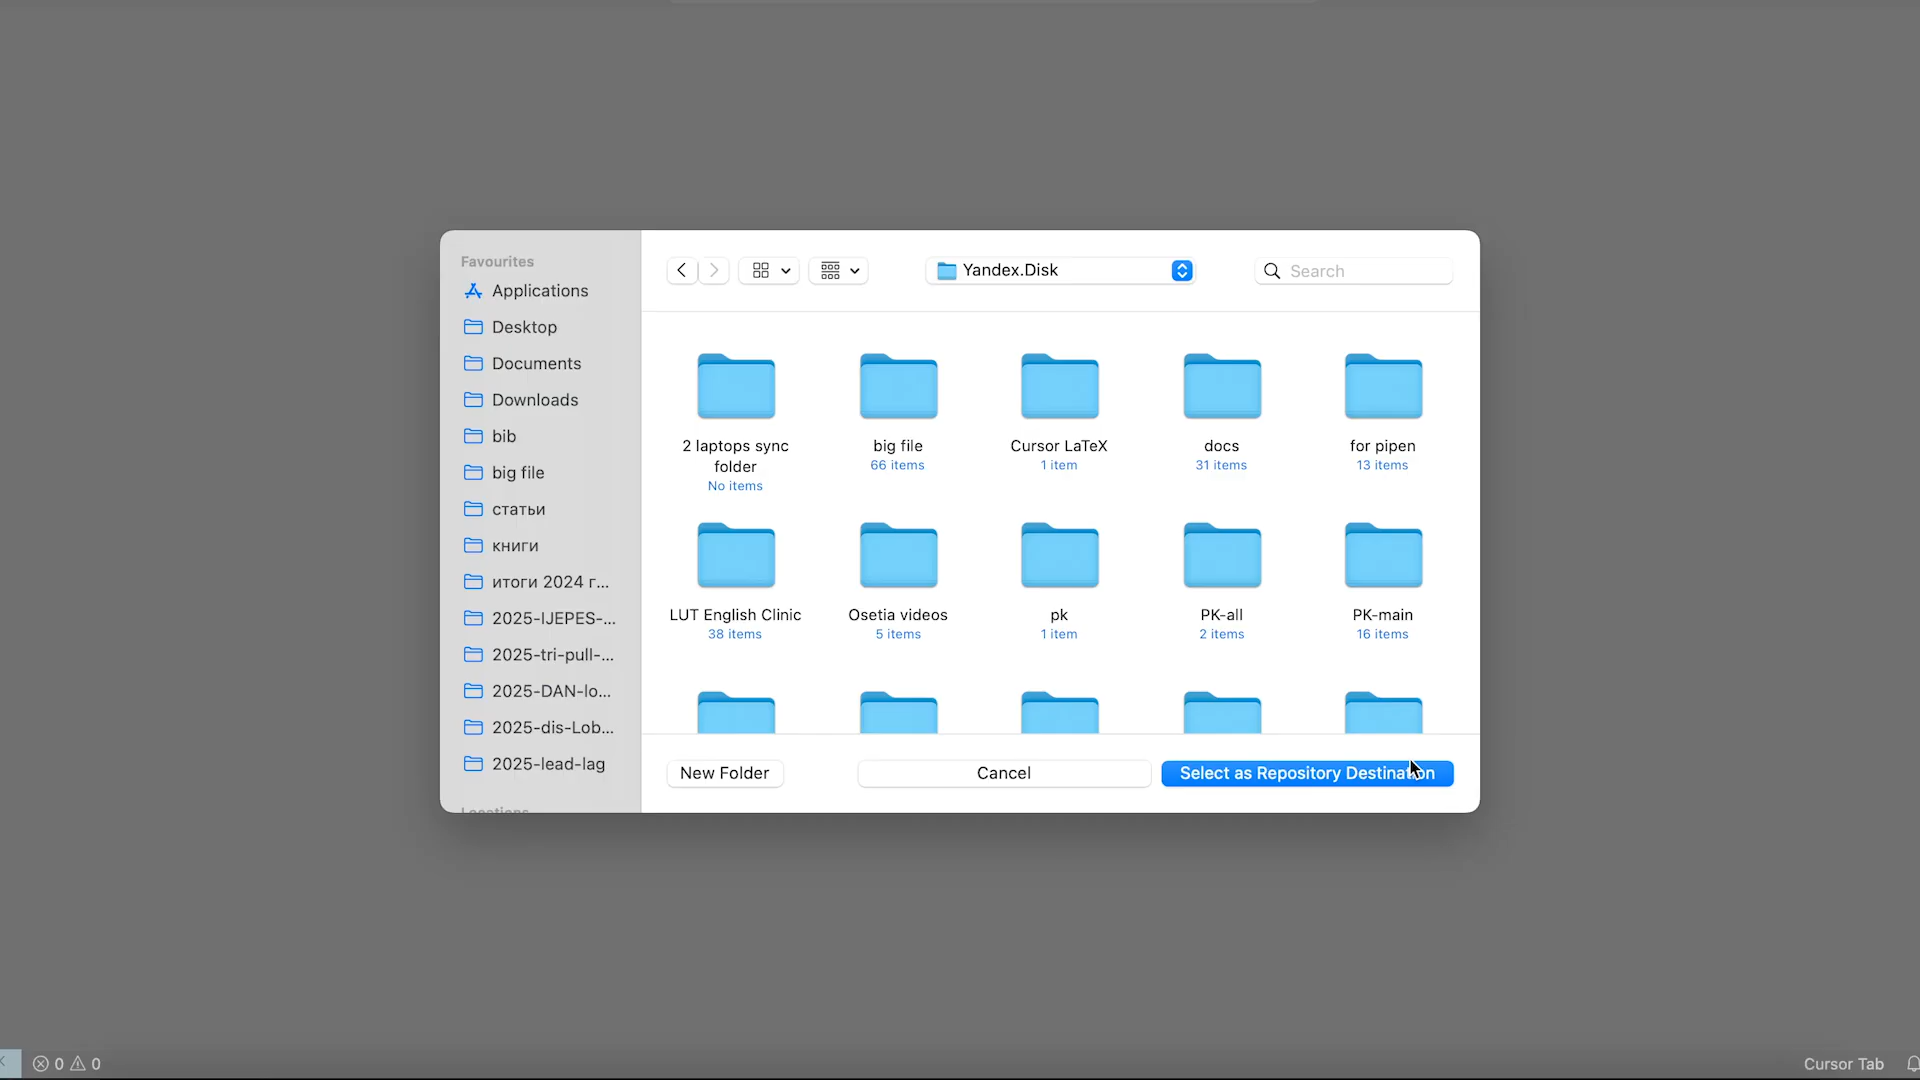 Favourites
Applications
Desktop
Documents
Downloads
bib
big file
статьи
книги
итоги 2024 г...
2025-IJEPES-...
2025-tri-pull-...
2025-DAN-lo...
2025-dis-Lob...
2025-lead-lag
Locations
Yandex.Disk
Search
2 laptops sync
folder
No items
big file
66 items
Cursor LaTeX
1 item
docs
31 items
for pipen
13 items
LUT English Clinic
38 items
Osetia videos
5 items
pk
1 item
PK-all
2 items
PK-main
16 items
New Folder
Cancel
Select as Repository Destination
0 0
Cursor Tab